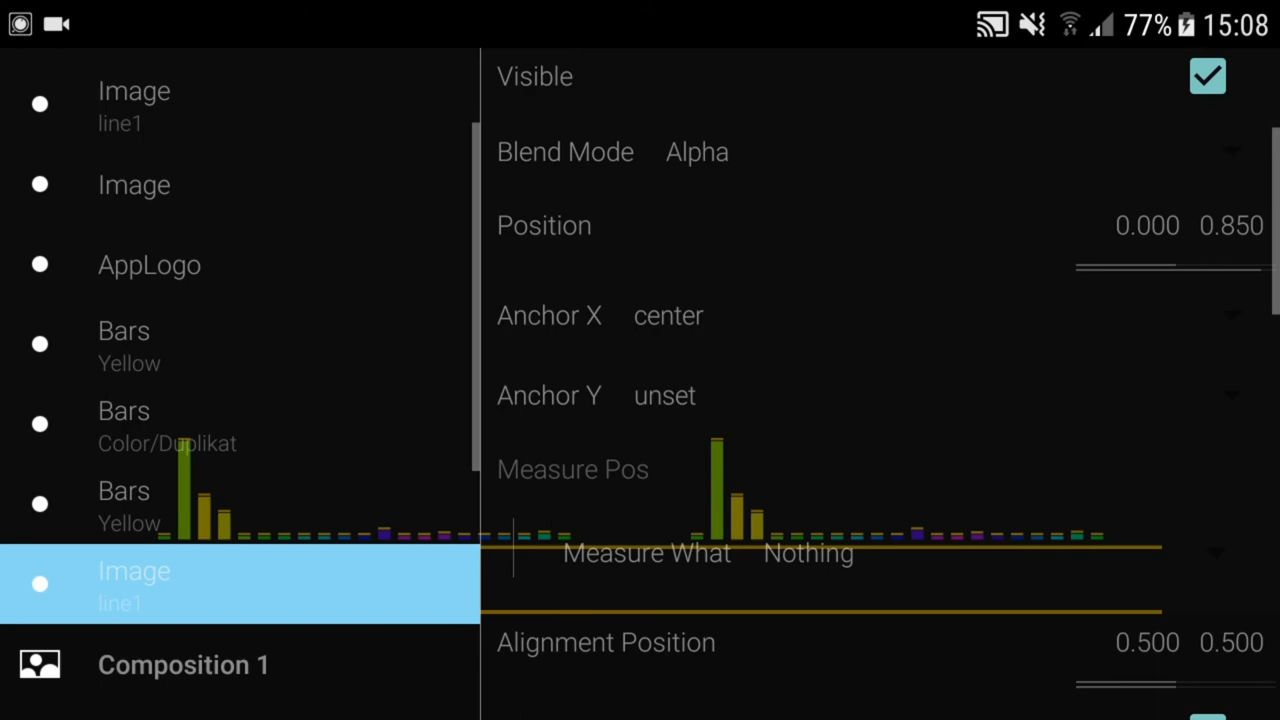 77% 15:08
Image
line1
Image
AppLogo
Bars
Yellow
Bars
Color/Duplikat
Bars
Yellow
Image
line1
Composition 1
Visible
Blend Mode Alpha
Position 0.000 0.850
Anchor X center
Anchor Y unset
Measure Pos
Measure What Nothing
Alignment Position 0.500 0.500